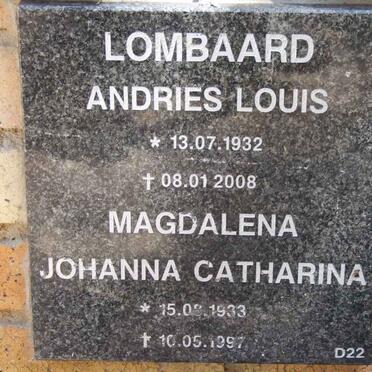 LOMBAARD
ANDRIES LOUIS
* 13.07.1932
† 08.01 2008
MAGDALENA
JOHANNA CATHARINA
† 10.05.1997
D22